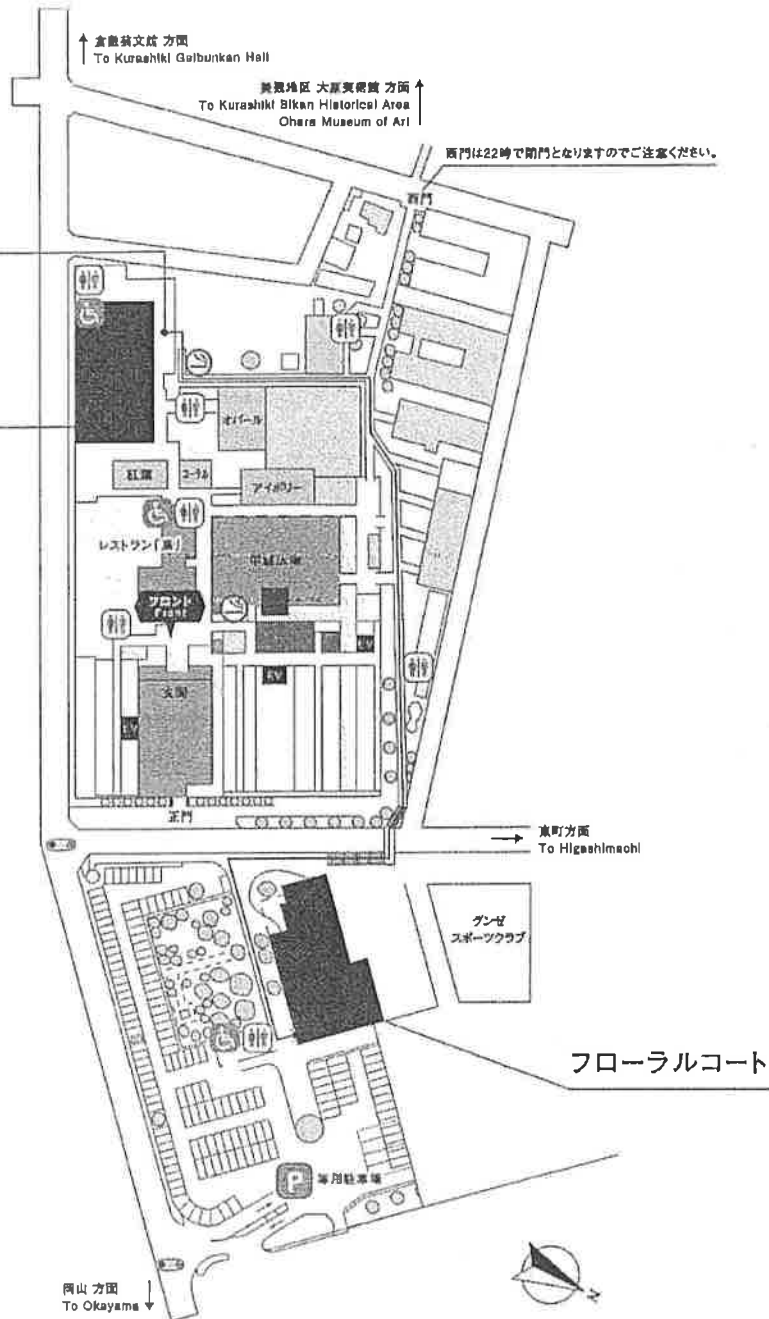 倉敷芸文館 方面
To Kurashiki Geibunkan Hall
美観地区 大原美術館 方面
To Kurashiki Bikan Historical Area
Ohara Museum of Art
西門は22時で閉門となりますのでご注意ください。
西門
オパール
紅葉
コーラル
アイボリー
レストラン「蔦」
フロント
Front
EV
EV
玄関
EV
正門
東町方面
To Higashimachi
グンゼ
スポーツクラブ
フローラルコート
P
専用駐車場
岡山 方面
To Okayama
N